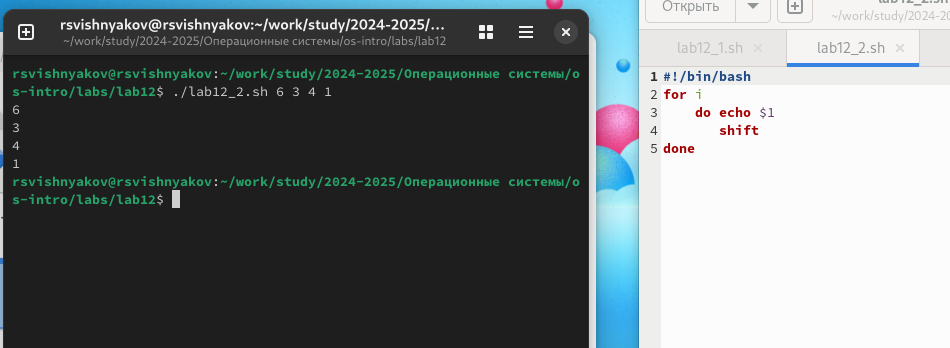 rsvishnyakov@rsvishnyakov:~/work/study/2024-2025/...
~/work/study/2024-2025/Операционные системы/os-intro/labs/lab12
rsvishnyakov@rsvishnyakov:~/work/study/2024-2025/Операционные системы/o
s-intro/labs/lab12$ ./lab12_2.sh 6 3 4 1
6
3
4
1
rsvishnyakov@rsvishnyakov:~/work/study/2024-2025/Операционные системы/o
s-intro/labs/lab12$
Открыть
lab12_2.sh
~/work/study/2024-2025
lab12_1.sh
lab12_2.sh
1 #!/bin/bash
2 for i
3 do echo $1
4 shift
5 done